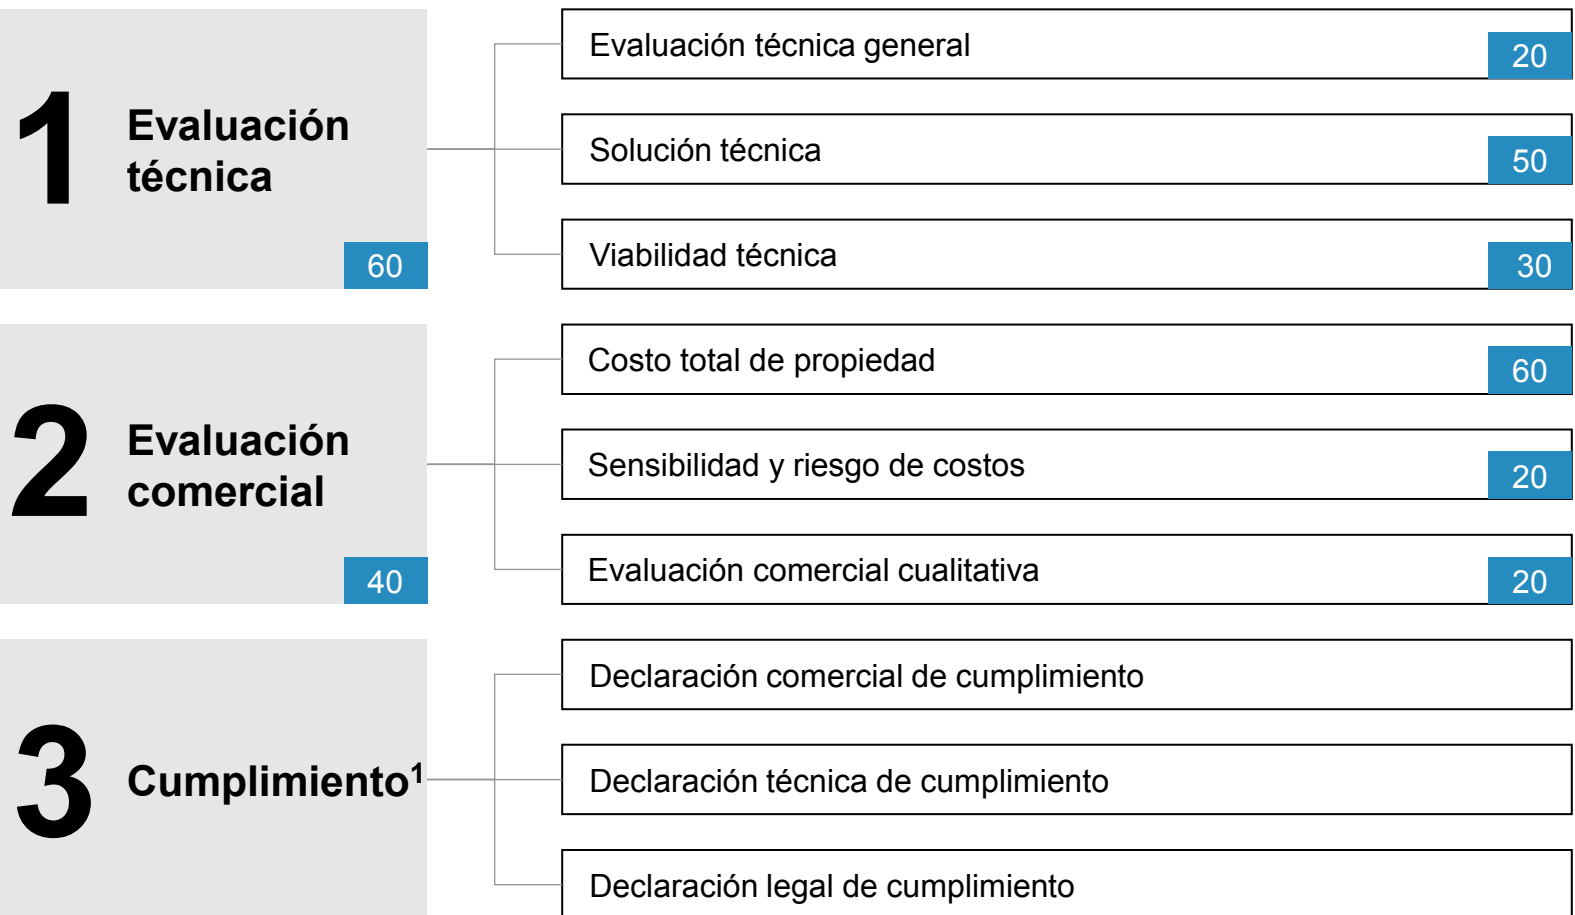 1
Evaluación
técnica
60
Evaluación técnica general
20
Solución técnica
50
Viabilidad técnica
30
2
Evaluación
comercial
40
Costo total de propiedad
60
Sensibilidad y riesgo de costos
20
Evaluación comercial cualitativa
20
3
Cumplimiento¹
Declaración comercial de cumplimiento
Declaración técnica de cumplimiento
Declaración legal de cumplimiento